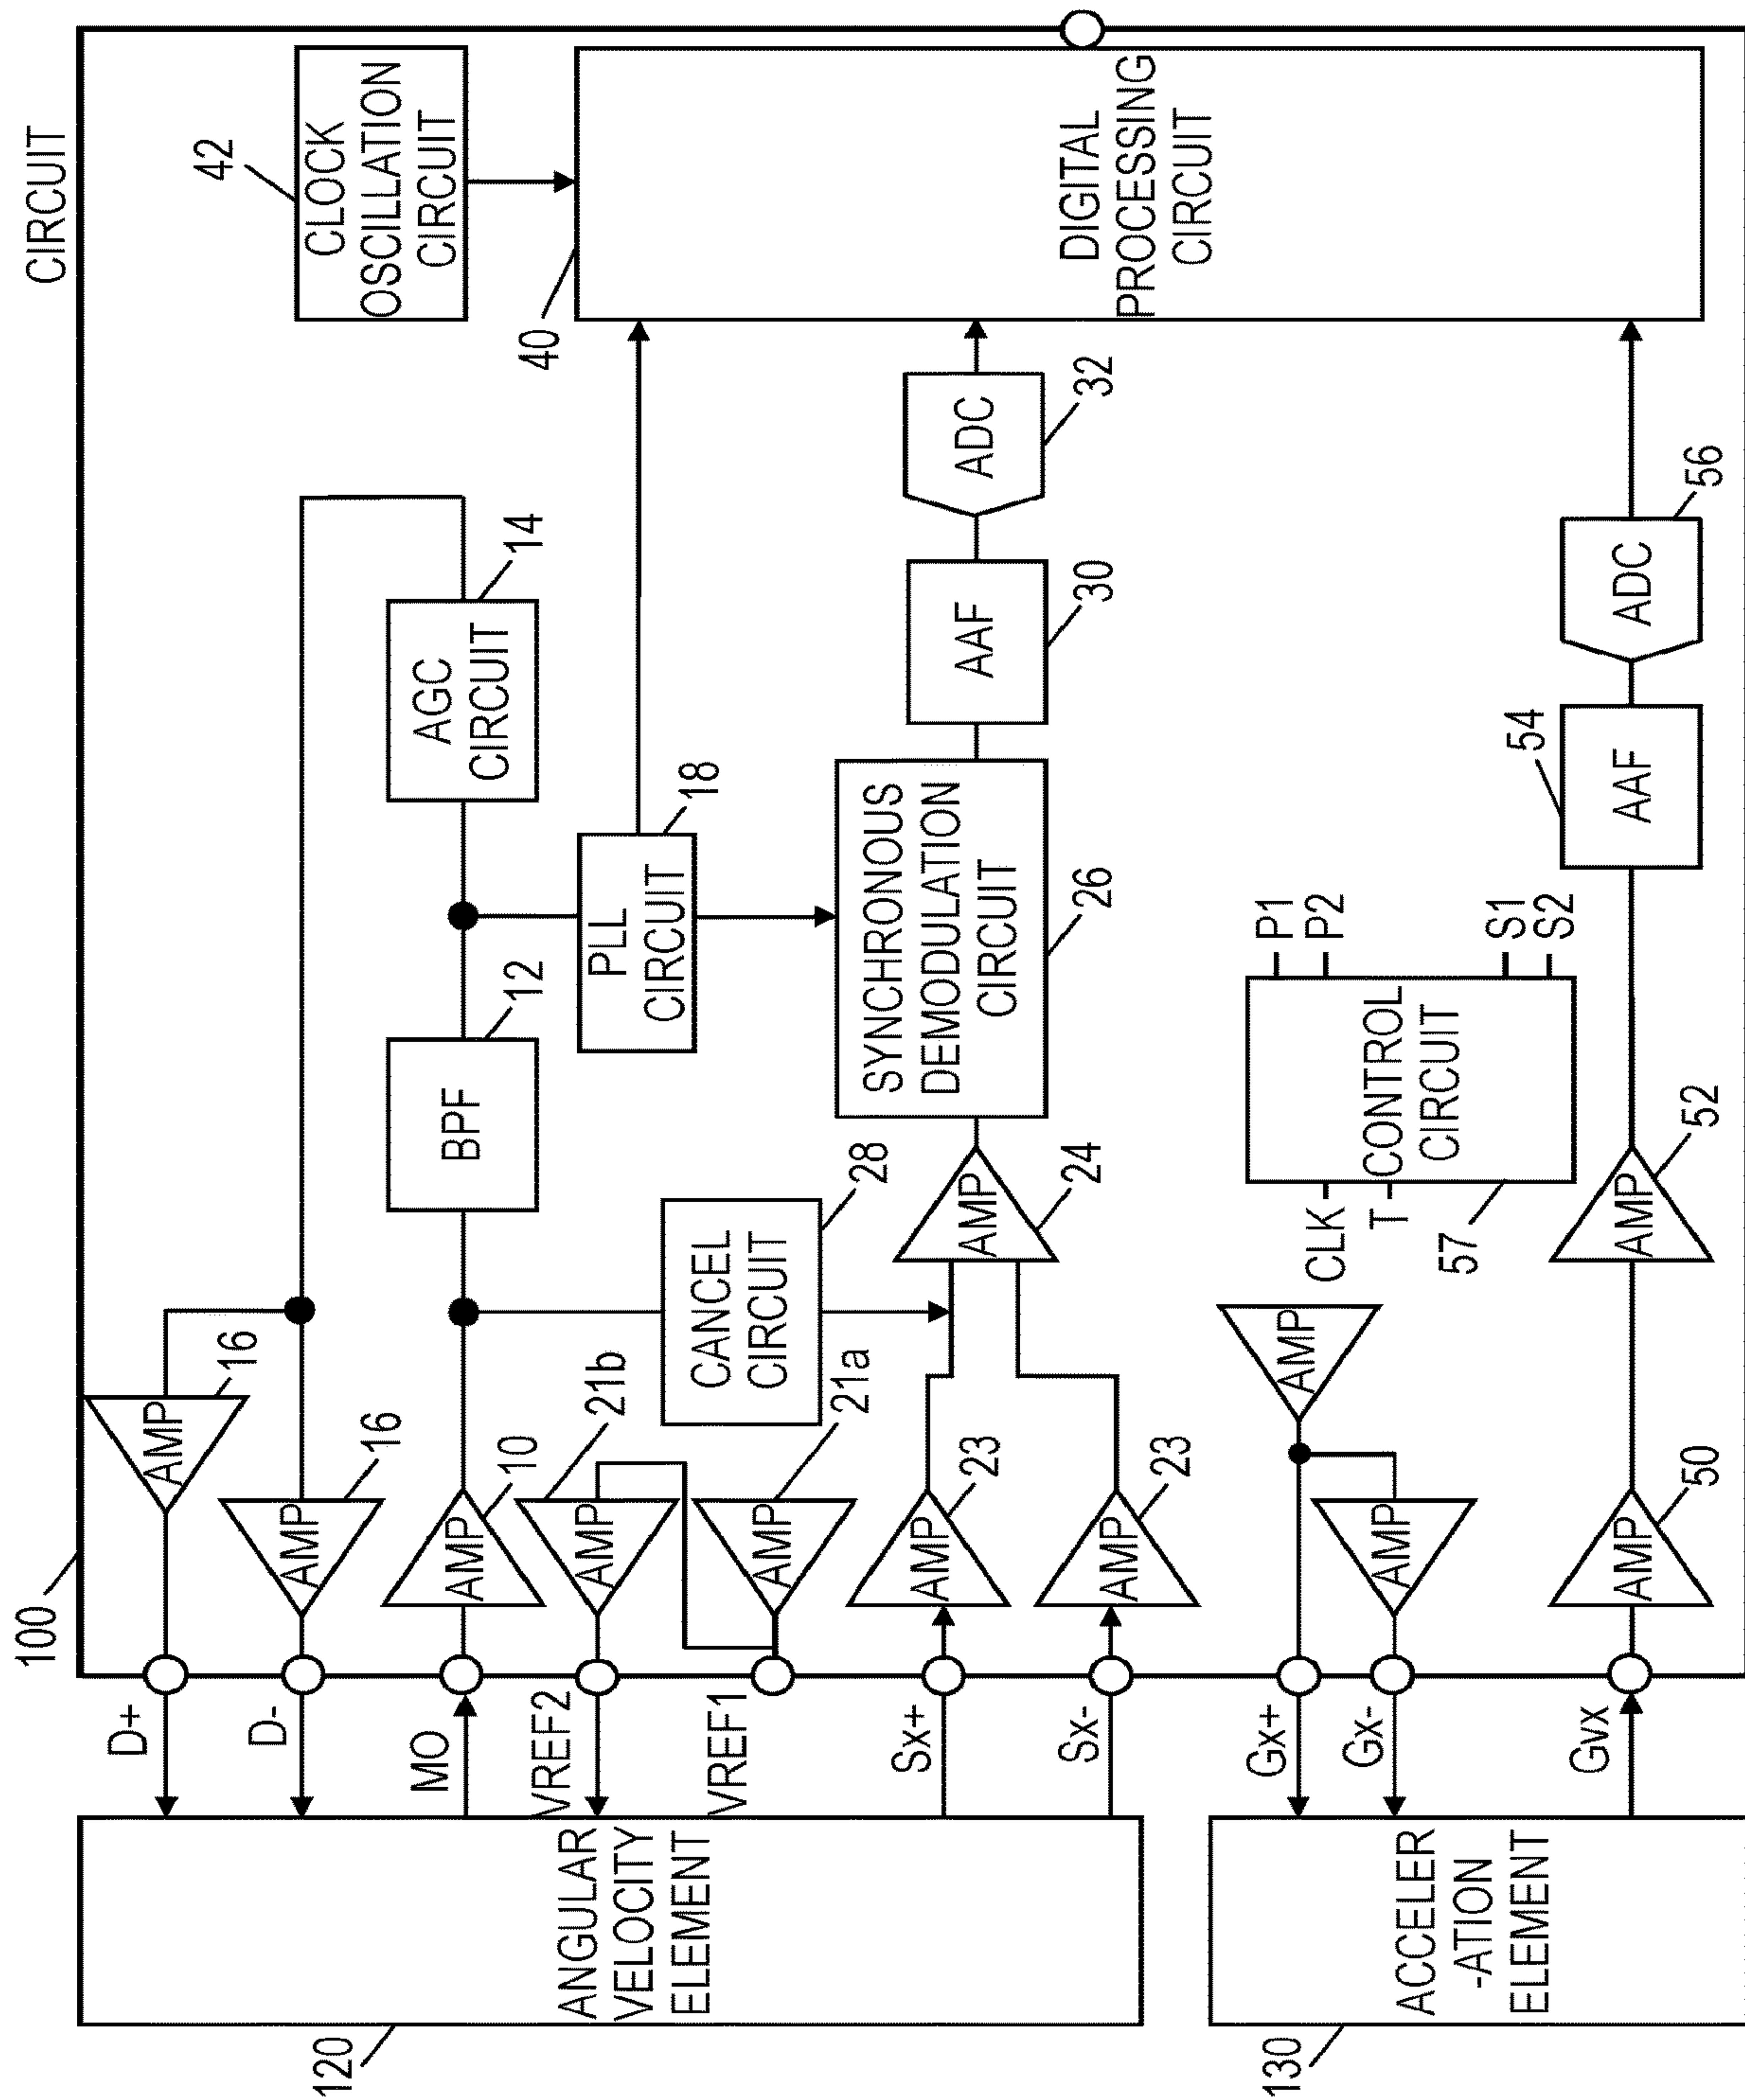 CIRCUIT
100
42
CLOCK
OSCILLATION
CIRCUIT
40
DIGITAL
PROCESSING
CIRCUIT
D+
AMP
16
D-
AMP
16
AGC
CIRCUIT
14
MO
AMP
10
BPF
12
VREF2
AMP
21b
VREF1
AMP
21a
PLL
CIRCUIT
18
CANCEL
CIRCUIT
28
Sx+
AMP
23
Sx-
AMP
23
AMP
24
SYNCHRONOUS
DEMODULATION
CIRCUIT
26
AAF
30
ADC
32
ANGULAR
VELOCITY
ELEMENT
120
Gx+
AMP
Gx-
AMP
CLK
T
CONTROL
CIRCUIT
57
P1
P2
S1
S2
Gvx
AMP
50
AMP
52
54
AAF
ADC
56
ACCELER
-ATION
ELEMENT
130